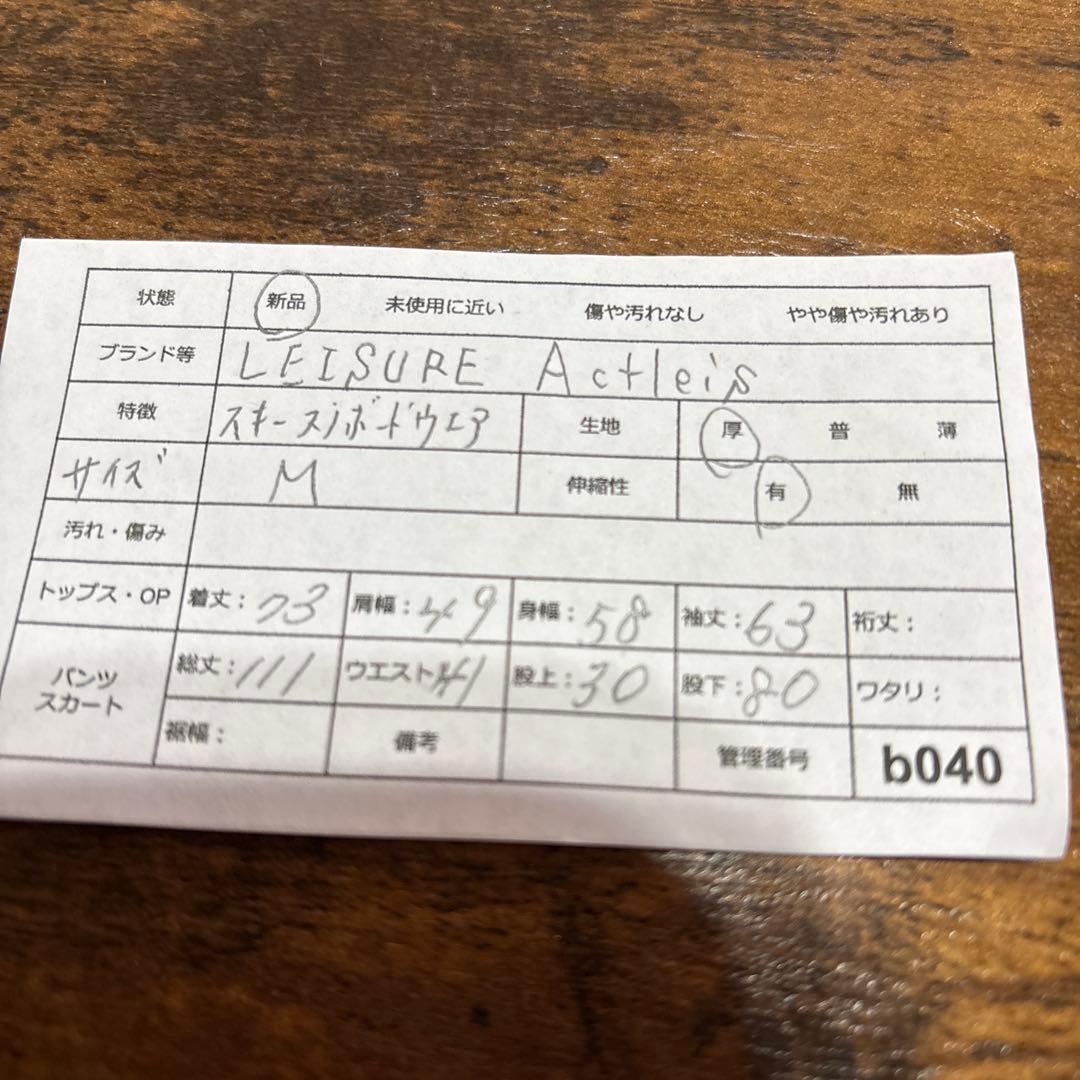 状態 新品 未使用に近い 傷や汚れなし やや傷や汚れあり
ブランド等 LEISURE Actleis
特徴 スキースノボードウエア 生地 厚 普 薄
サイズ M 伸縮性 有 無
汚れ・傷み
トップス・OP 着丈：73 肩幅：49 身幅：58 袖丈：63 裄丈：
パンツ スカート 総丈：111 ウエスト41 股上：30 股下：80 ワタリ：
裾幅： 備考 管理番号 b040